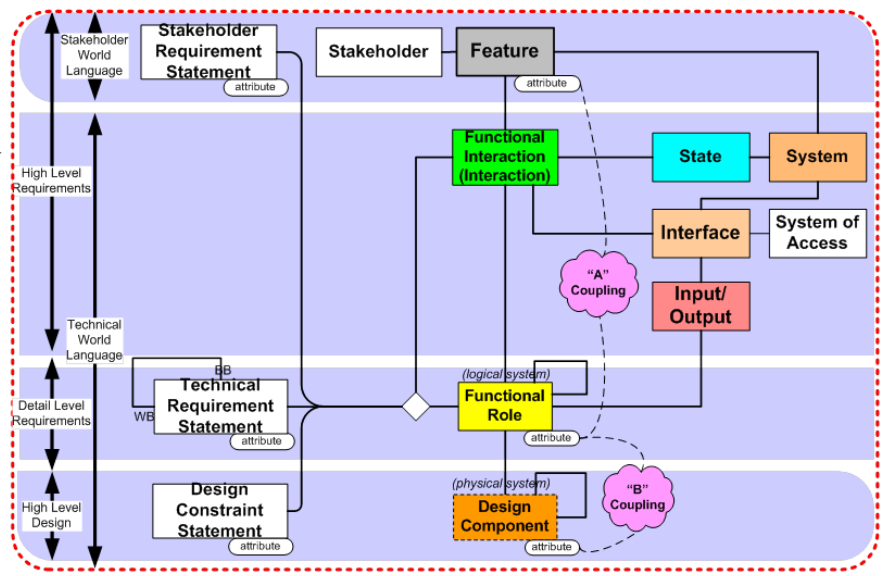 Stakeholder
World
Language
Stakeholder
Requirement
Statement
attribute
Stakeholder
Feature
attribute
High Level
Requirements
Functional
Interaction
(Interaction)
State
System
Interface
System of
Access
"A"
Coupling
Input/
Output
Technical
World
Language
BB
WB
Technical
Requirement
Statement
attribute
(logical system)
Functional
Role
attribute
Detail Level
Requirements
High Level
Design
Design
Constraint
Statement
attribute
(physical system)
Design
Component
attribute
"B"
Coupling